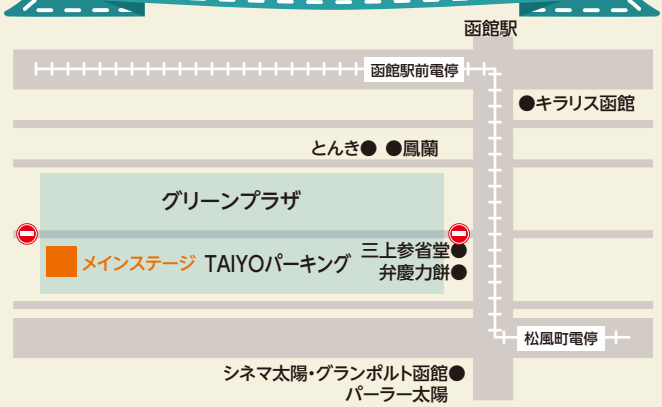 函館駅
函館駅前電停
キラリス函館
とんき
鳳蘭
グリーンプラザ
メインステージ
TAIYOパーキング
三上参省堂
弁慶力餅
松風町電停
シネマ太陽・グランポルト函館
パーラー太陽